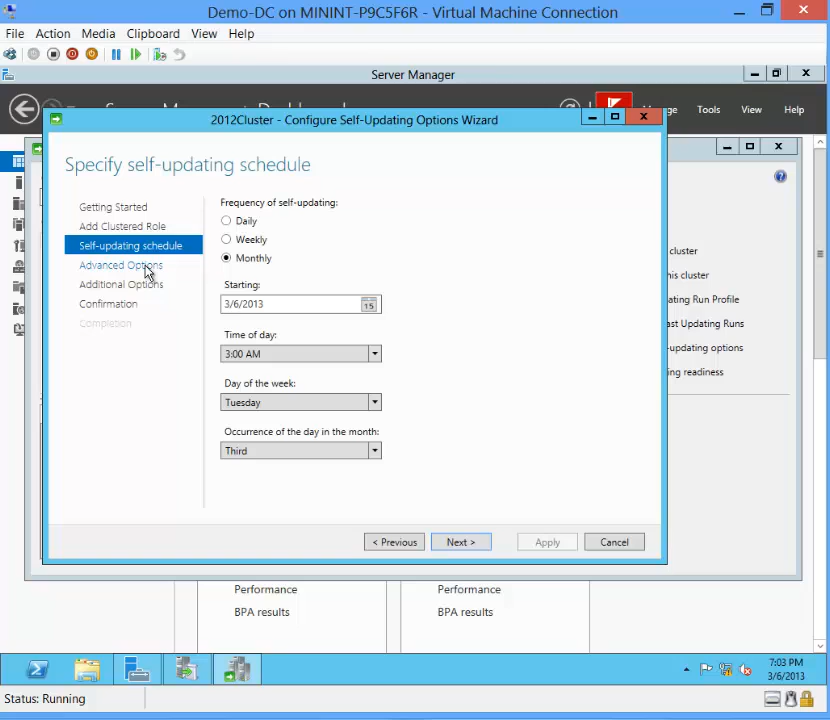 Demo-DC on MININT-P9C5F6R - Virtual Machine Connection
File Action Media Clipboard View Help
Server Manager
Tools View Help
2012Cluster - Configure Self-Updating Options Wizard
Specify self-updating schedule
Getting Started
Add Clustered Role
Self-updating schedule
Advanced Options
Additional Options
Confirmation
Completion
Frequency of self-updating:
Daily
Weekly
Monthly
Starting:
3/6/2013
15
Time of day:
3:00 AM
Day of the week:
Tuesday
Occurrence of the day in the month:
Third
< Previous Next > Apply Cancel
cluster
his cluster
ating Run Profile
ast Updating Runs
-updating options
ng readiness
Performance
BPA results
Performance
BPA results
7:03 PM
3/6/2013
Status: Running